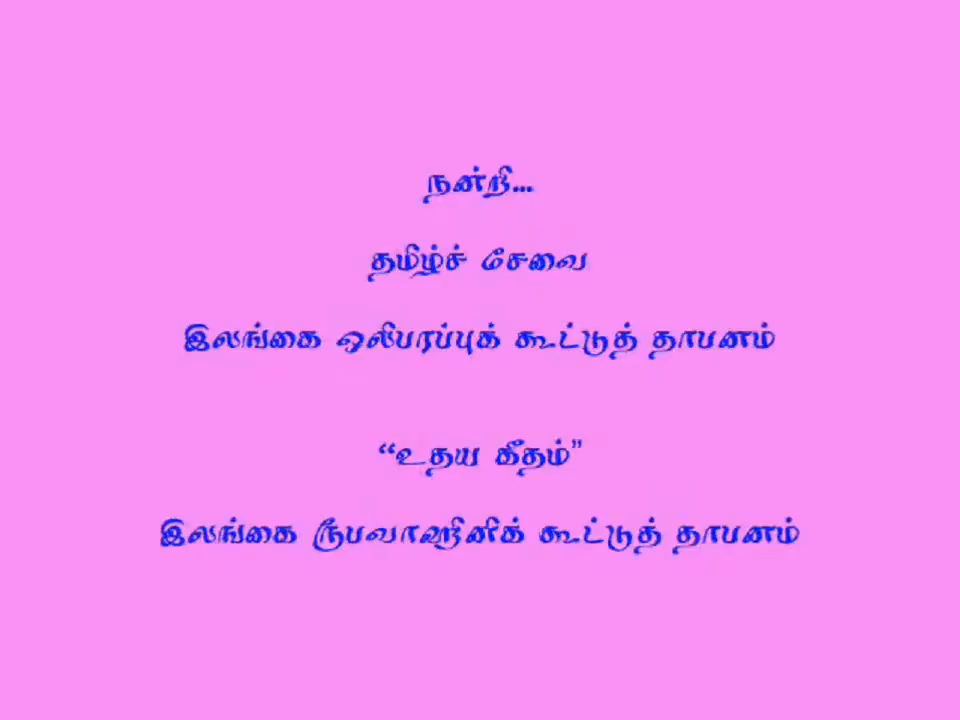 நன்றி...
தமிழ்ச் சேவை
இலங்கை ஒலிபரப்புக் கூட்டுத் தாபனம்
“உதய கீதம்”
இலங்கை ரூபவாஹினிக் கூட்டுத் தாபனம்